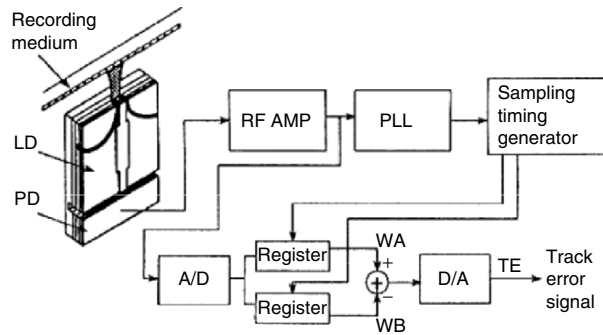 Recording
medium
LD
PD
RF AMP
PLL
Sampling
timing
generator
A/D
Register
Register
WA
+
+
−
WB
D/A
TE
Track
error
signal